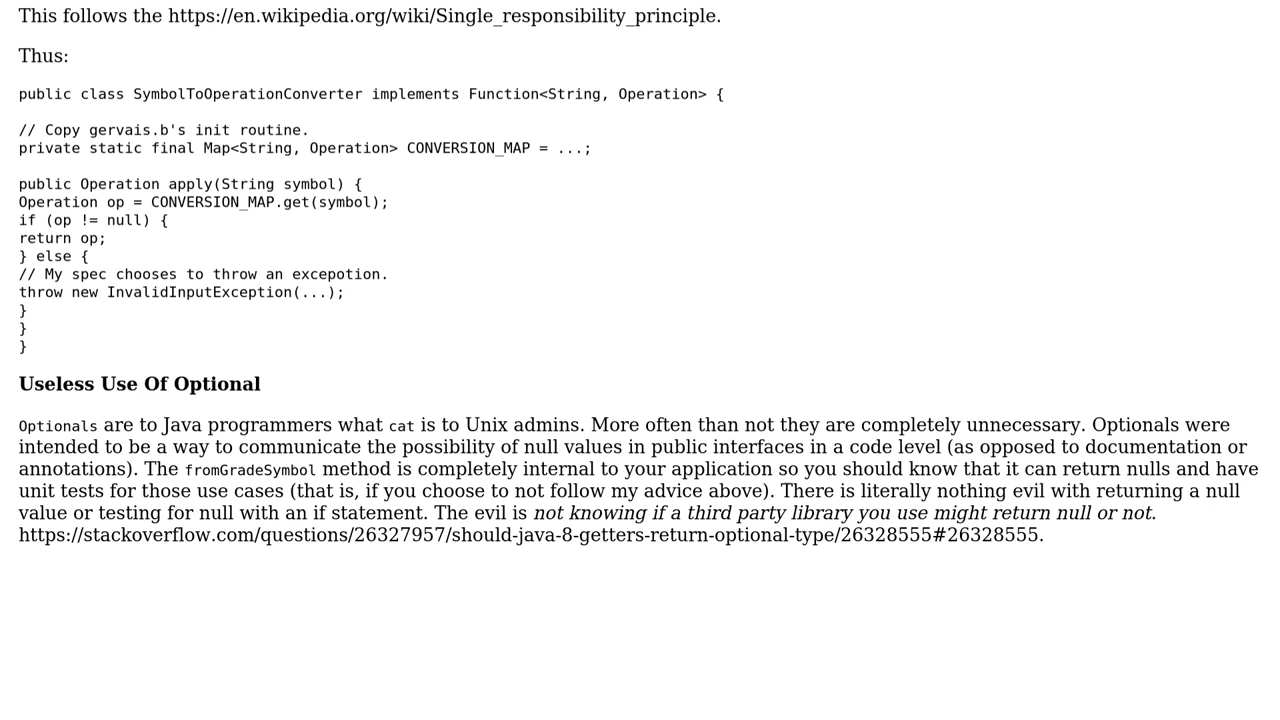 This follows the https://en.wikipedia.org/wiki/Single_responsibility_principle.
Thus:
public class SymbolToOperationConverter implements Function<String, Operation> {
// Copy gervais.b's init routine.
private static final Map<String, Operation> CONVERSION_MAP = ...;
public Operation apply(String symbol) {
Operation op = CONVERSION_MAP.get(symbol);
if (op != null) {
return op;
} else {
// My spec chooses to throw an excepotion.
throw new InvalidInputException(...);
}
}
}
Useless Use Of Optional
Optionals are to Java programmers what cat is to Unix admins. More often than not they are completely unnecessary. Optionals were
intended to be a way to communicate the possibility of null values in public interfaces in a code level (as opposed to documentation or
annotations). The fromGradeSymbol method is completely internal to your application so you should know that it can return nulls and have
unit tests for those use cases (that is, if you choose to not follow my advice above). There is literally nothing evil with returning a null
value or testing for null with an if statement. The evil is not knowing if a third party library you use might return null or not.
https://stackoverflow.com/questions/26327957/should-java-8-getters-return-optional-type/26328555#26328555.